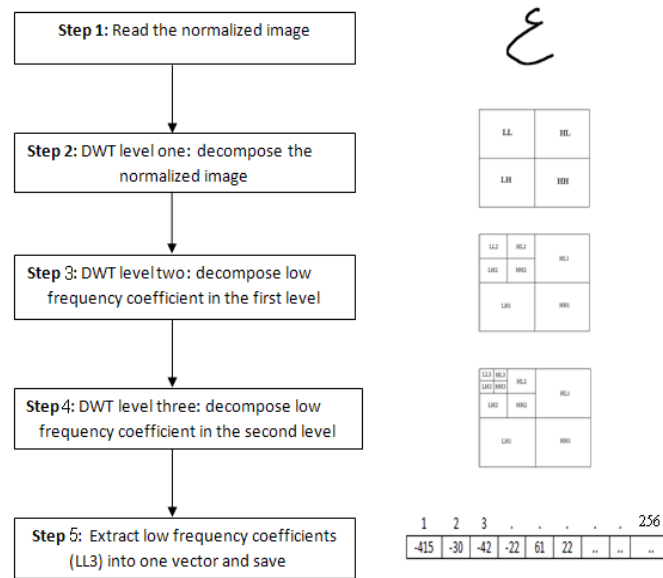 Step 1: Read the normalized image
ع
Step 2: DWT level one: decompose the
normalized image
LL HL
LH HH
Step 3: DWT level two: decompose low
frequency coefficient in the first level
LL2 HL2
HL1
LH2 HH2
LH1 HH1
Step 4: DWT level three: decompose low
frequency coefficient in the second level
LL3 HL3
HL2
HL1
LH3 HH3
LH2 HH2
LH1 HH1
Step 5: Extract low frequency coefficients
(LL3) into one vector and save
1 2 3 . . . . 256
-415 -30 -42 -22 61 22 .. .. ..